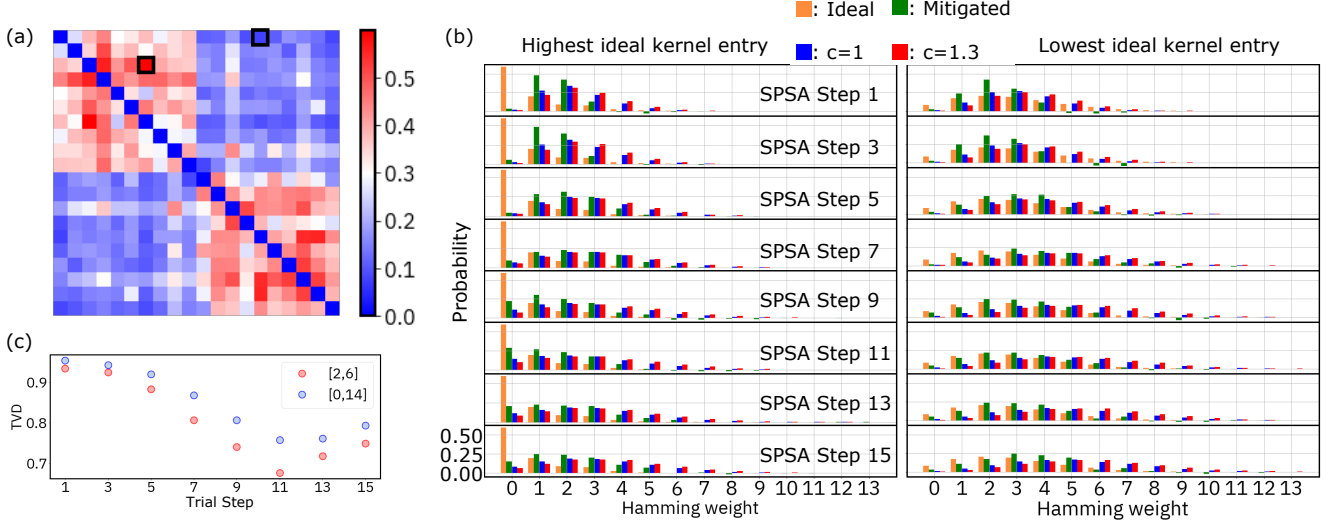 : Ideal : Mitigated
(a)
(b)
Highest ideal kernel entry
: c=1 : c=1.3
Lowest ideal kernel entry
0.5
0.4
0.3
0.2
0.1
0.0
Probability
SPSA Step 1
SPSA Step 3
SPSA Step 5
SPSA Step 7
SPSA Step 9
SPSA Step 11
SPSA Step 13
SPSA Step 15
0.50
0.25
0.00
0 1 2 3 4 5 6 7 8 9 10 11 12 13
Hamming weight
0 1 2 3 4 5 6 7 8 9 10 11 12 13
Hamming weight
(c)
TVD
0.9
0.8
0.7
[2,6]
[0,14]
1 3 5 7 9 11 13 15
Trial Step